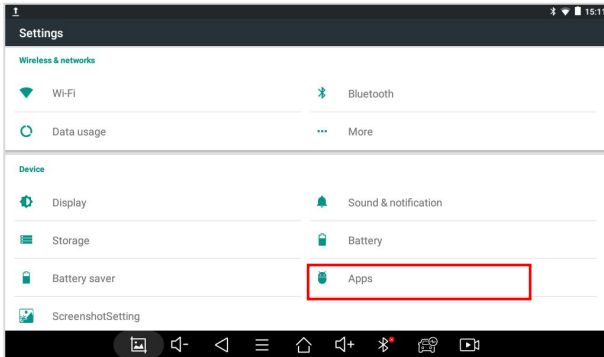 15:11
Settings
Wireless & networks
Wi-Fi
Bluetooth
Data usage
More
Device
Display
Sound & notification
Storage
Battery
Battery saver
Apps
ScreenshotSetting